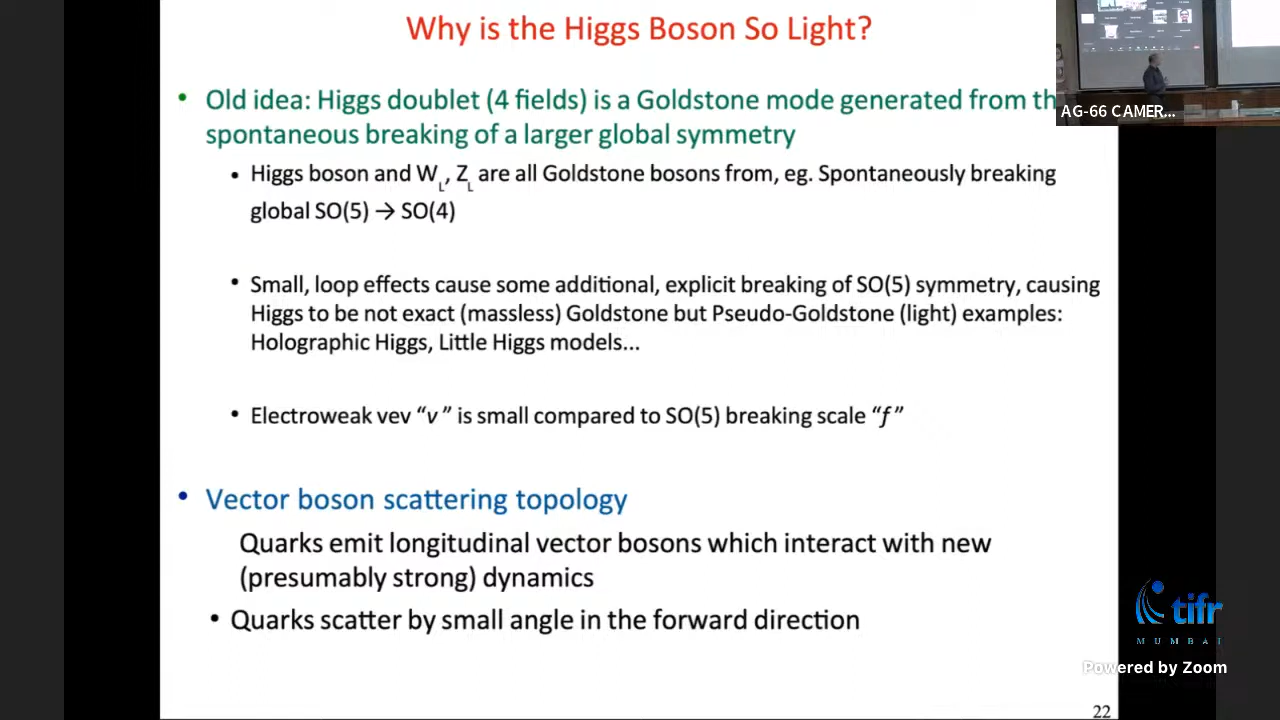 Why is the Higgs Boson So Light?
• Old idea: Higgs doublet (4 fields) is a Goldstone mode generated from th
spontaneous breaking of a larger global symmetry
• Higgs boson and W_L, Z_L are all Goldstone bosons from, eg. Spontaneously breaking
global SO(5) → SO(4)
• Small, loop effects cause some additional, explicit breaking of SO(5) symmetry, causing
Higgs to be not exact (massless) Goldstone but Pseudo-Goldstone (light) examples:
Holographic Higgs, Little Higgs models...
• Electroweak vev “v ” is small compared to SO(5) breaking scale “f ”
• Vector boson scattering topology
Quarks emit longitudinal vector bosons which interact with new
(presumably strong) dynamics
• Quarks scatter by small angle in the forward direction
22
AG-66 CAMER...
tifr
MUMBAI
Powered by Zoom